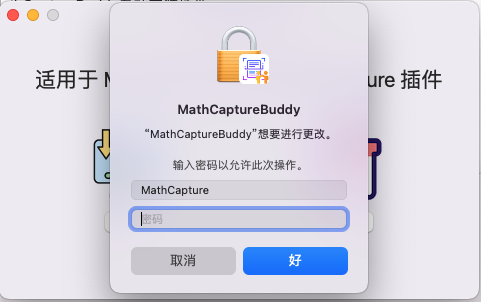 适用于 M
ure 插件
MathCaptureBuddy
“MathCaptureBuddy”想要进行更改。
输入密码以允许此次操作。
MathCapture
密码
取消
好